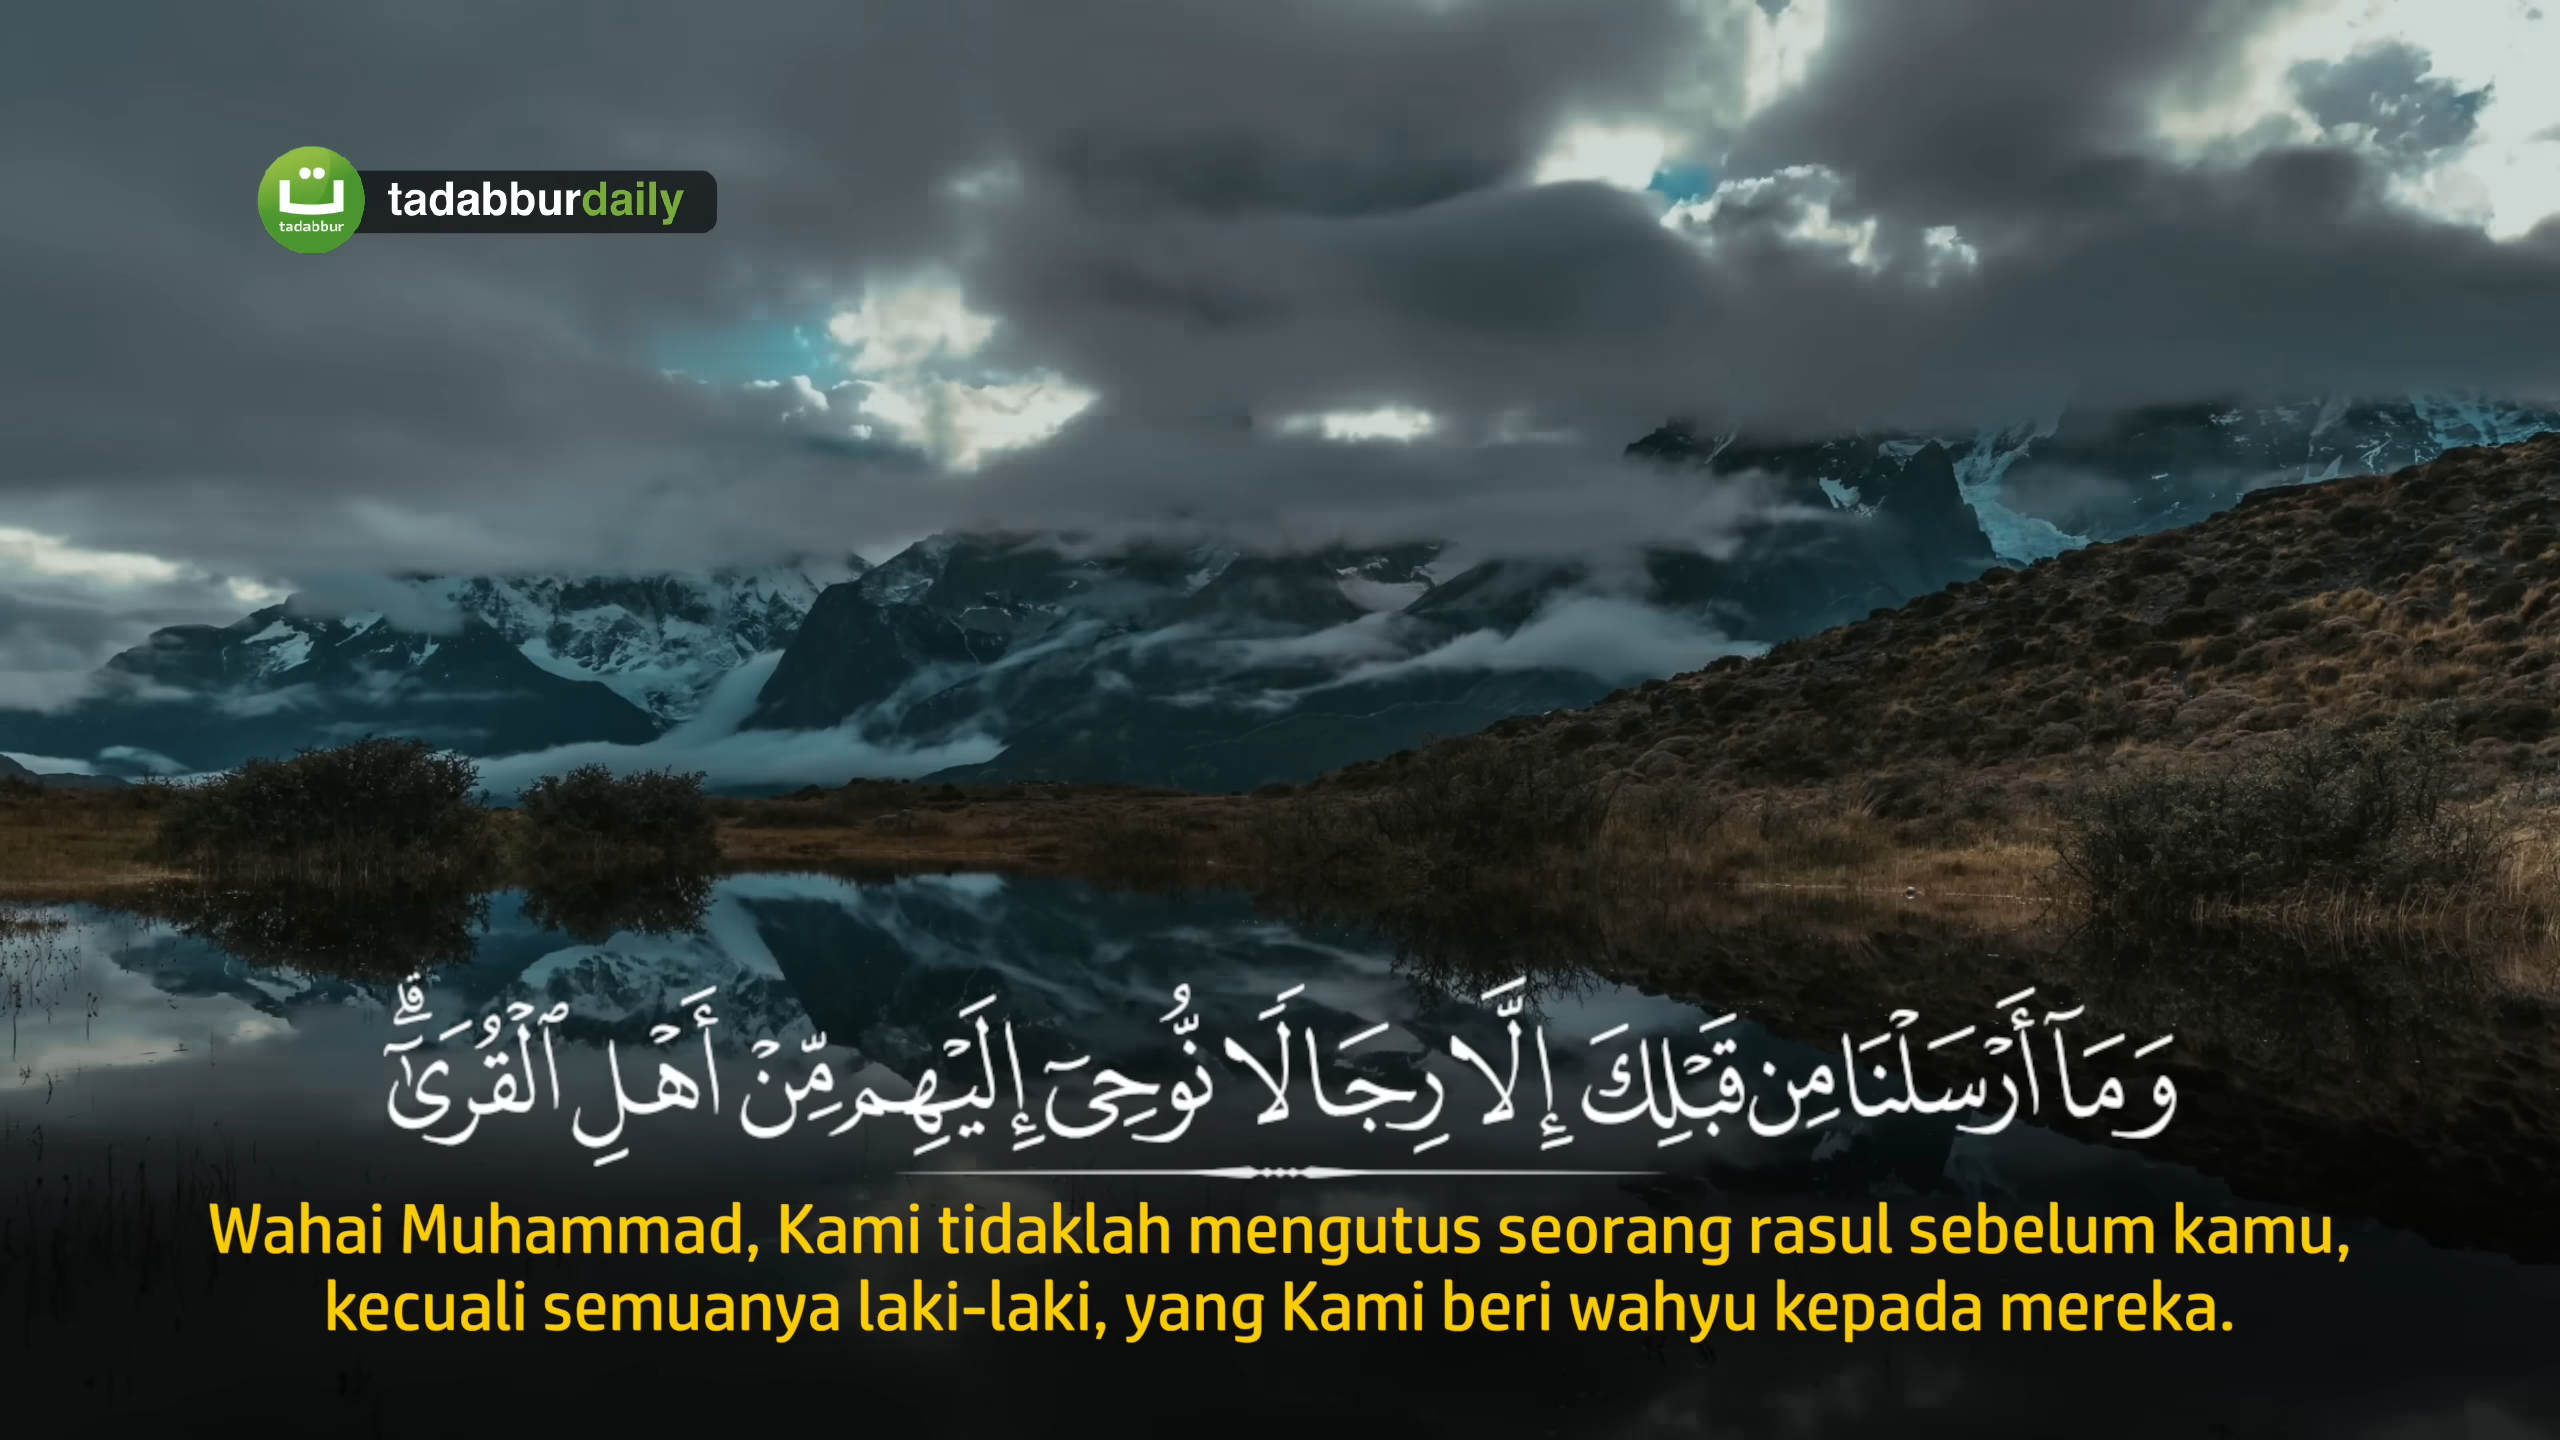 ت
tadabbur
tadabburdaily
وَمَآ أَرۡسَلۡنَا مِن قَبۡلِكَ إِلَّا رِجَالٗا نُّوحِيٓ إِلَيۡهِم مِّنۡ أَهۡلِ ٱلۡقُرَىٰٓۗ
Wahai Muhammad, Kami tidaklah mengutus seorang rasul sebelum kamu,
kecuali semuanya laki-laki, yang Kami beri wahyu kepada mereka.